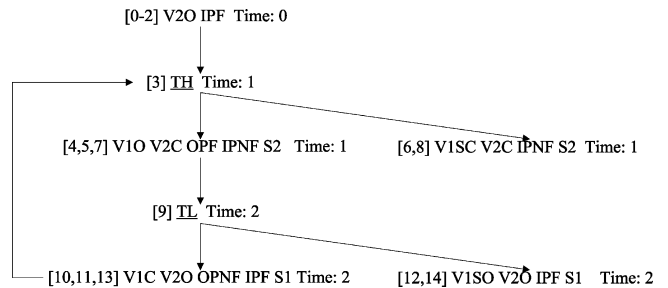 [0-2] V2O IPF Time: 0
[3] TH Time: 1
[4,5,7] V1O V2C OPF IPNF S2 Time: 1
[6,8] V1SC V2C IPNF S2 Time: 1
[9] TL Time: 2
[10,11,13] V1C V2O OPNF IPF S1 Time: 2
[12,14] V1SO V2O IPF S1 Time: 2